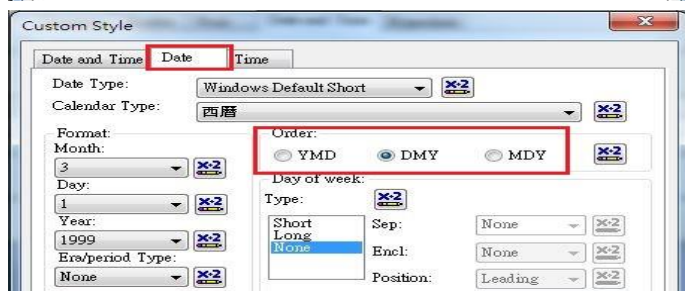 Custom Style
Date and Time Date Time
Date Type: Windows Default Short
Calendar Type: 西暦
Format:
Month:
3
Day:
1
Year:
1999
Era/period Type:
None
Order:
YMD DMY MDY
Day of week:
Type:
Short
Long
None
Sep: None
Encl: None
Position: Leading